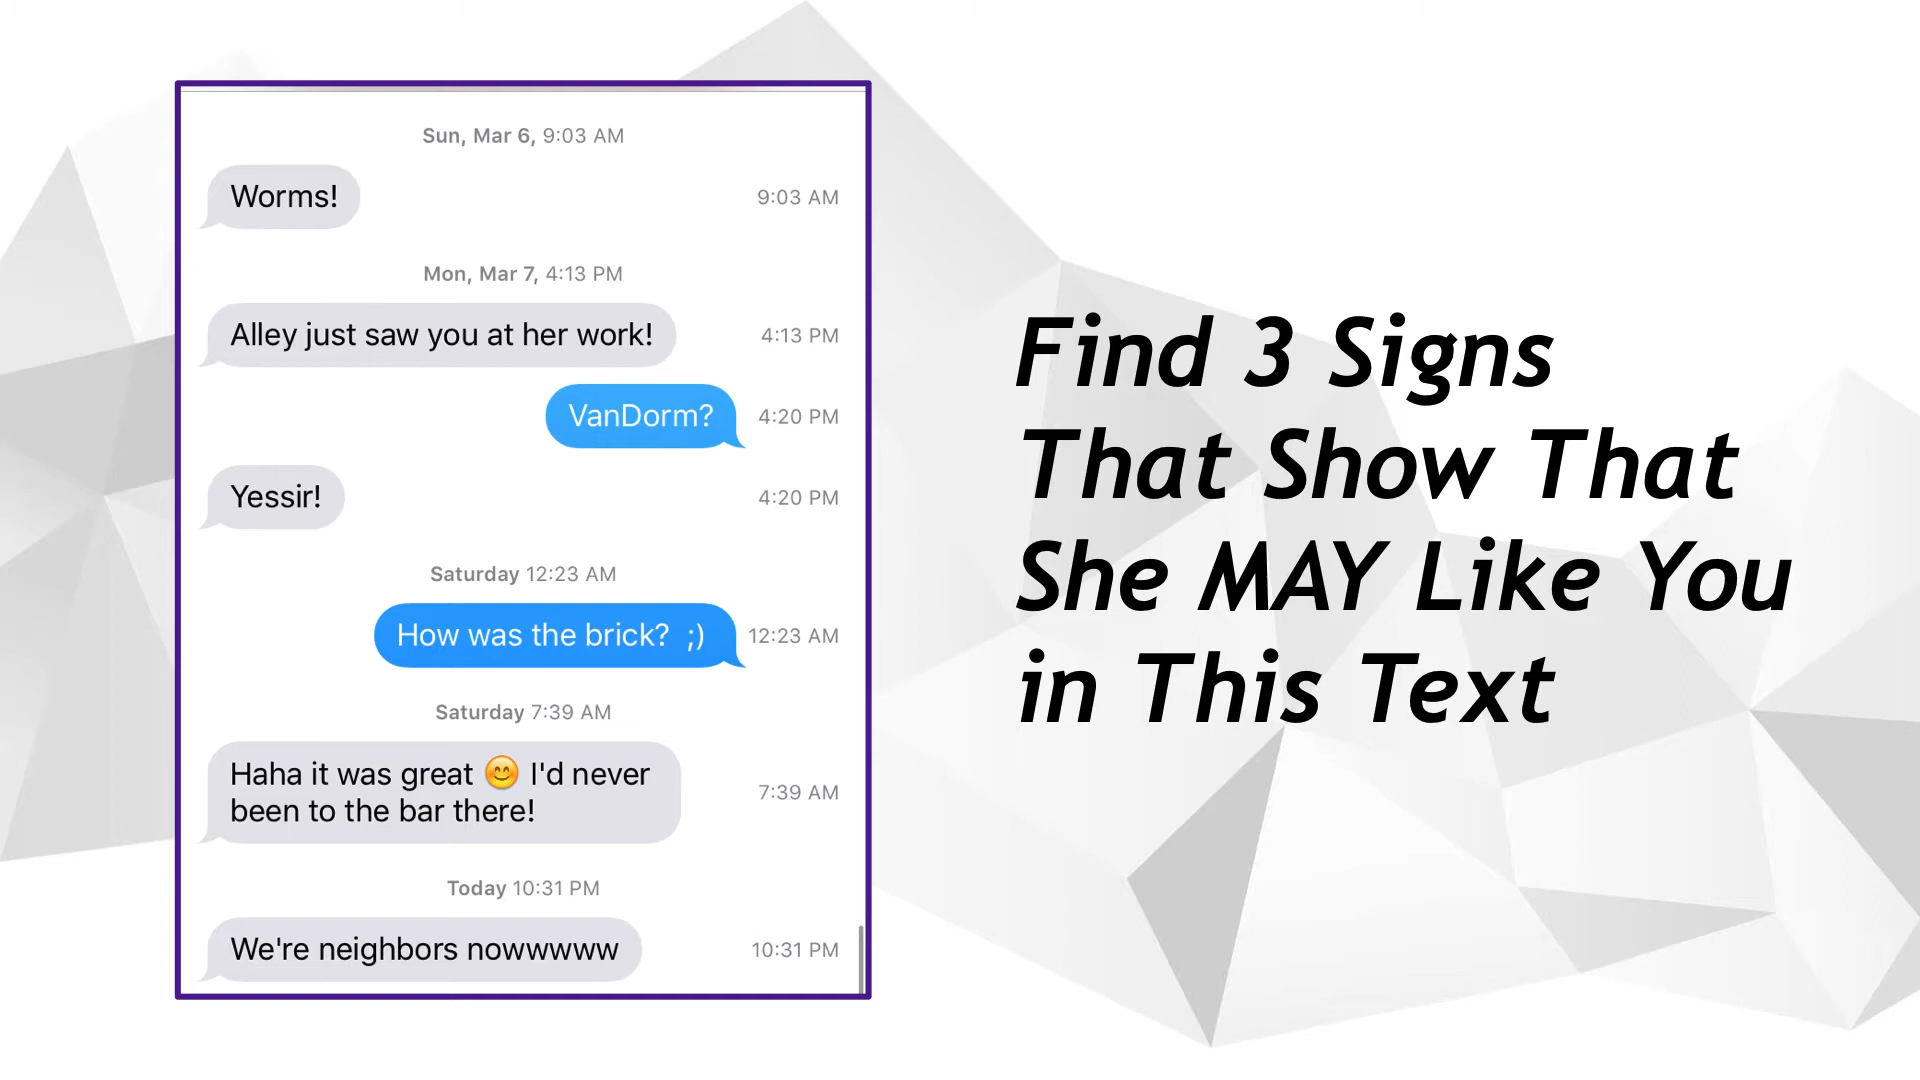 Sun, Mar 6, 9:03 AM
Worms!
9:03 AM
Mon, Mar 7, 4:13 PM
Alley just saw you at her work!
4:13 PM
VanDorm?
4:20 PM
Yessir!
4:20 PM
Saturday 12:23 AM
How was the brick?  ;)
12:23 AM
Saturday 7:39 AM
Haha it was great 😊 I'd never
been to the bar there!
7:39 AM
Today 10:31 PM
We're neighbors nowwwww
10:31 PM
Find 3 Signs
That Show That
She MAY Like You
in This Text